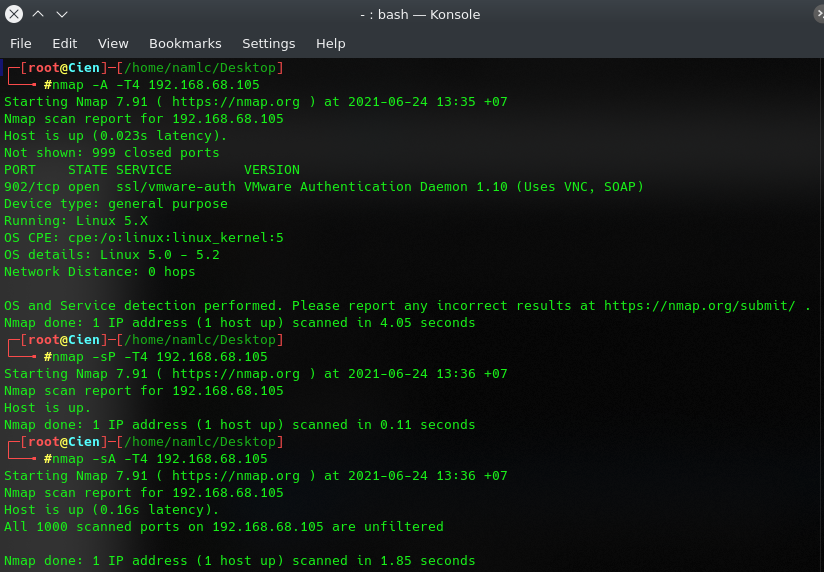 - : bash — Konsole
File Edit View Bookmarks Settings Help
┌─[root@Cien]─[/home/namlc/Desktop]
└──╼ #nmap -A -T4 192.168.68.105
Starting Nmap 7.91 ( https://nmap.org ) at 2021-06-24 13:35 +07
Nmap scan report for 192.168.68.105
Host is up (0.023s latency).
Not shown: 999 closed ports
PORT    STATE SERVICE         VERSION
902/tcp open  ssl/vmware-auth VMware Authentication Daemon 1.10 (Uses VNC, SOAP)
Device type: general purpose
Running: Linux 5.X
OS CPE: cpe:/o:linux:linux_kernel:5
OS details: Linux 5.0 - 5.2
Network Distance: 0 hops

OS and Service detection performed. Please report any incorrect results at https://nmap.org/submit/ .
Nmap done: 1 IP address (1 host up) scanned in 4.05 seconds
┌─[root@Cien]─[/home/namlc/Desktop]
└──╼ #nmap -sP -T4 192.168.68.105
Starting Nmap 7.91 ( https://nmap.org ) at 2021-06-24 13:36 +07
Nmap scan report for 192.168.68.105
Host is up.
Nmap done: 1 IP address (1 host up) scanned in 0.11 seconds
┌─[root@Cien]─[/home/namlc/Desktop]
└──╼ #nmap -sA -T4 192.168.68.105
Starting Nmap 7.91 ( https://nmap.org ) at 2021-06-24 13:36 +07
Nmap scan report for 192.168.68.105
Host is up (0.16s latency).
All 1000 scanned ports on 192.168.68.105 are unfiltered

Nmap done: 1 IP address (1 host up) scanned in 1.85 seconds